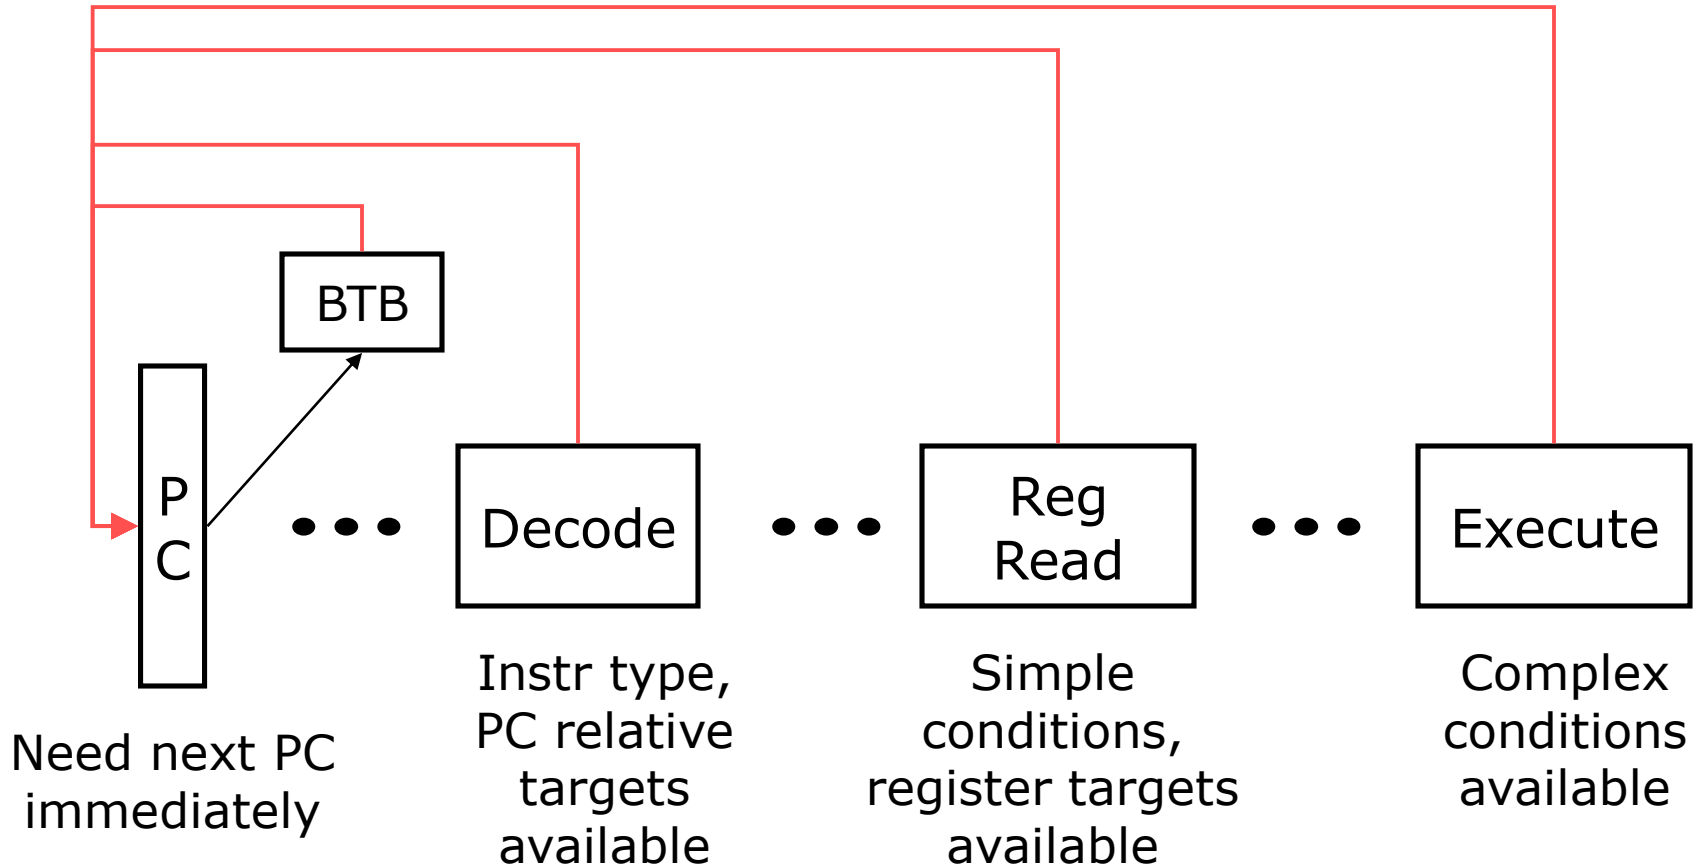 BTB
P
C
Decode
Reg
Read
Execute
Need next PC
immediately
Instr type,
PC relative
targets
available
Simple
conditions,
register targets
available
Complex
conditions
available